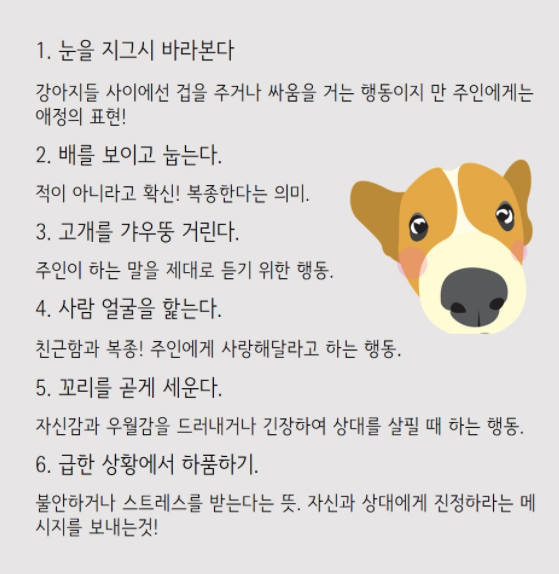 1. 눈을 지그시 바라본다
강아지들 사이에선 겁을 주거나 싸움을 거는 행동이지 만 주인에게는
애정의 표현!
2. 배를 보이고 눕는다.
적이 아니라고 확신! 복종한다는 의미.
3. 고개를 갸우뚱 거린다.
주인이 하는 말을 제대로 듣기 위한 행동.
4. 사람 얼굴을 핥는다.
친근함과 복종! 주인에게 사랑해달라고 하는 행동.
5. 꼬리를 곧게 세운다.
자신감과 우월감을 드러내거나 긴장하여 상대를 살필 때 하는 행동.
6. 급한 상황에서 하품하기.
불안하거나 스트레스를 받는다는 뜻. 자신과 상대에게 진정하라는 메
시지를 보내는것!